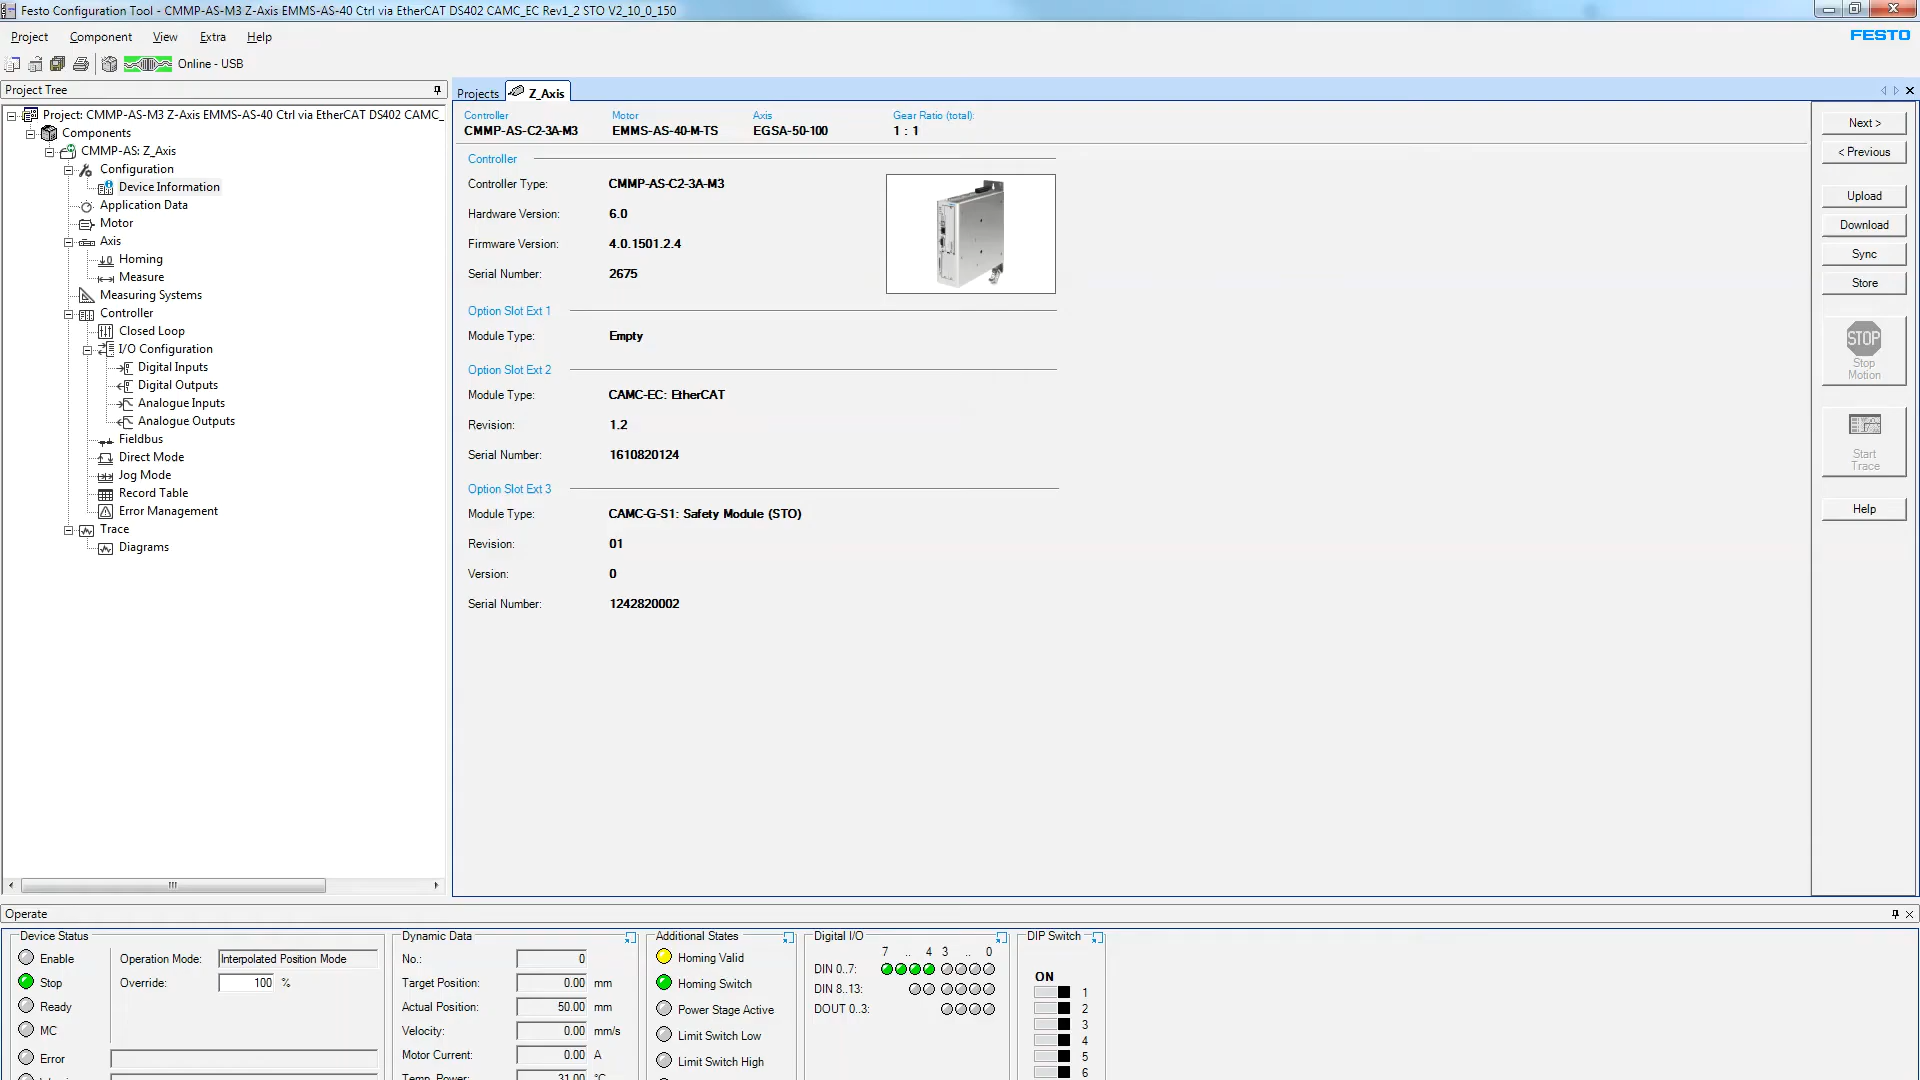 Festo Configuration Tool - CMMP-AS-M3 Z-Axis EMMS-AS-40 Ctrl via EtherCAT DS402 CAMC_EC Rev1_2 STO V2_10_0_150
Project Component View Extra Help
FESTO
Online - USB
Project Tree
Project: CMMP-AS-M3 Z-Axis EMMS-AS-40 Ctrl via EtherCAT DS402 CAMC_
Components
CMMP-AS: Z_Axis
Configuration
Device Information
Application Data
Motor
Axis
Homing
Measure
Measuring Systems
Controller
Closed Loop
I/O Configuration
Digital Inputs
Digital Outputs
Analogue Inputs
Analogue Outputs
Fieldbus
Direct Mode
Jog Mode
Record Table
Error Management
Trace
Diagrams
Projects Z_Axis
Controller Motor Axis Gear Ratio (total):
CMMP-AS-C2-3A-M3 EMMS-AS-40-M-TS EGSA-50-100 1 : 1
Controller
Controller Type: CMMP-AS-C2-3A-M3
Hardware Version: 6.0
Firmware Version: 4.0.1501.2.4
Serial Number: 2675
Option Slot Ext 1
Module Type: Empty
Option Slot Ext 2
Module Type: CAMC-EC: EtherCAT
Revision: 1.2
Serial Number: 1610820124
Option Slot Ext 3
Module Type: CAMC-G-S1: Safety Module (STO)
Revision: 01
Version: 0
Serial Number: 1242820002
Next >
< Previous
Upload
Download
Sync
Store
STOP
Stop
Motion
Start
Trace
Help
Operate
Device Status
Enable
Stop
Ready
MC
Error
Operation Mode: Interpolated Position Mode
Override: 100 %
Dynamic Data
No.: 0
Target Position: 0.00 mm
Actual Position: 50.00 mm
Velocity: 0.00 mm/s
Motor Current: 0.00 A
Temp. Power: 31.00 °C
Additional States
Homing Valid
Homing Switch
Power Stage Active
Limit Switch Low
Limit Switch High
Digital I/O
7 .. 4 3 .. 0
DIN 0..7:
DIN 8..13:
DOUT 0..3:
DIP Switch
ON
1
2
3
4
5
6